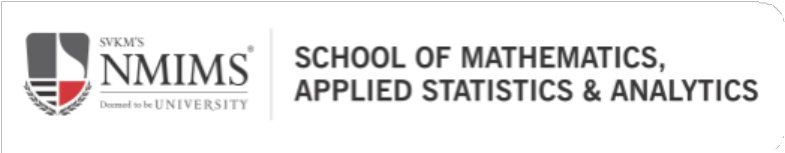 SVKM'S
NMIMS®
Deemed to be UNIVERSITY
SCHOOL OF MATHEMATICS,
APPLIED STATISTICS & ANALYTICS